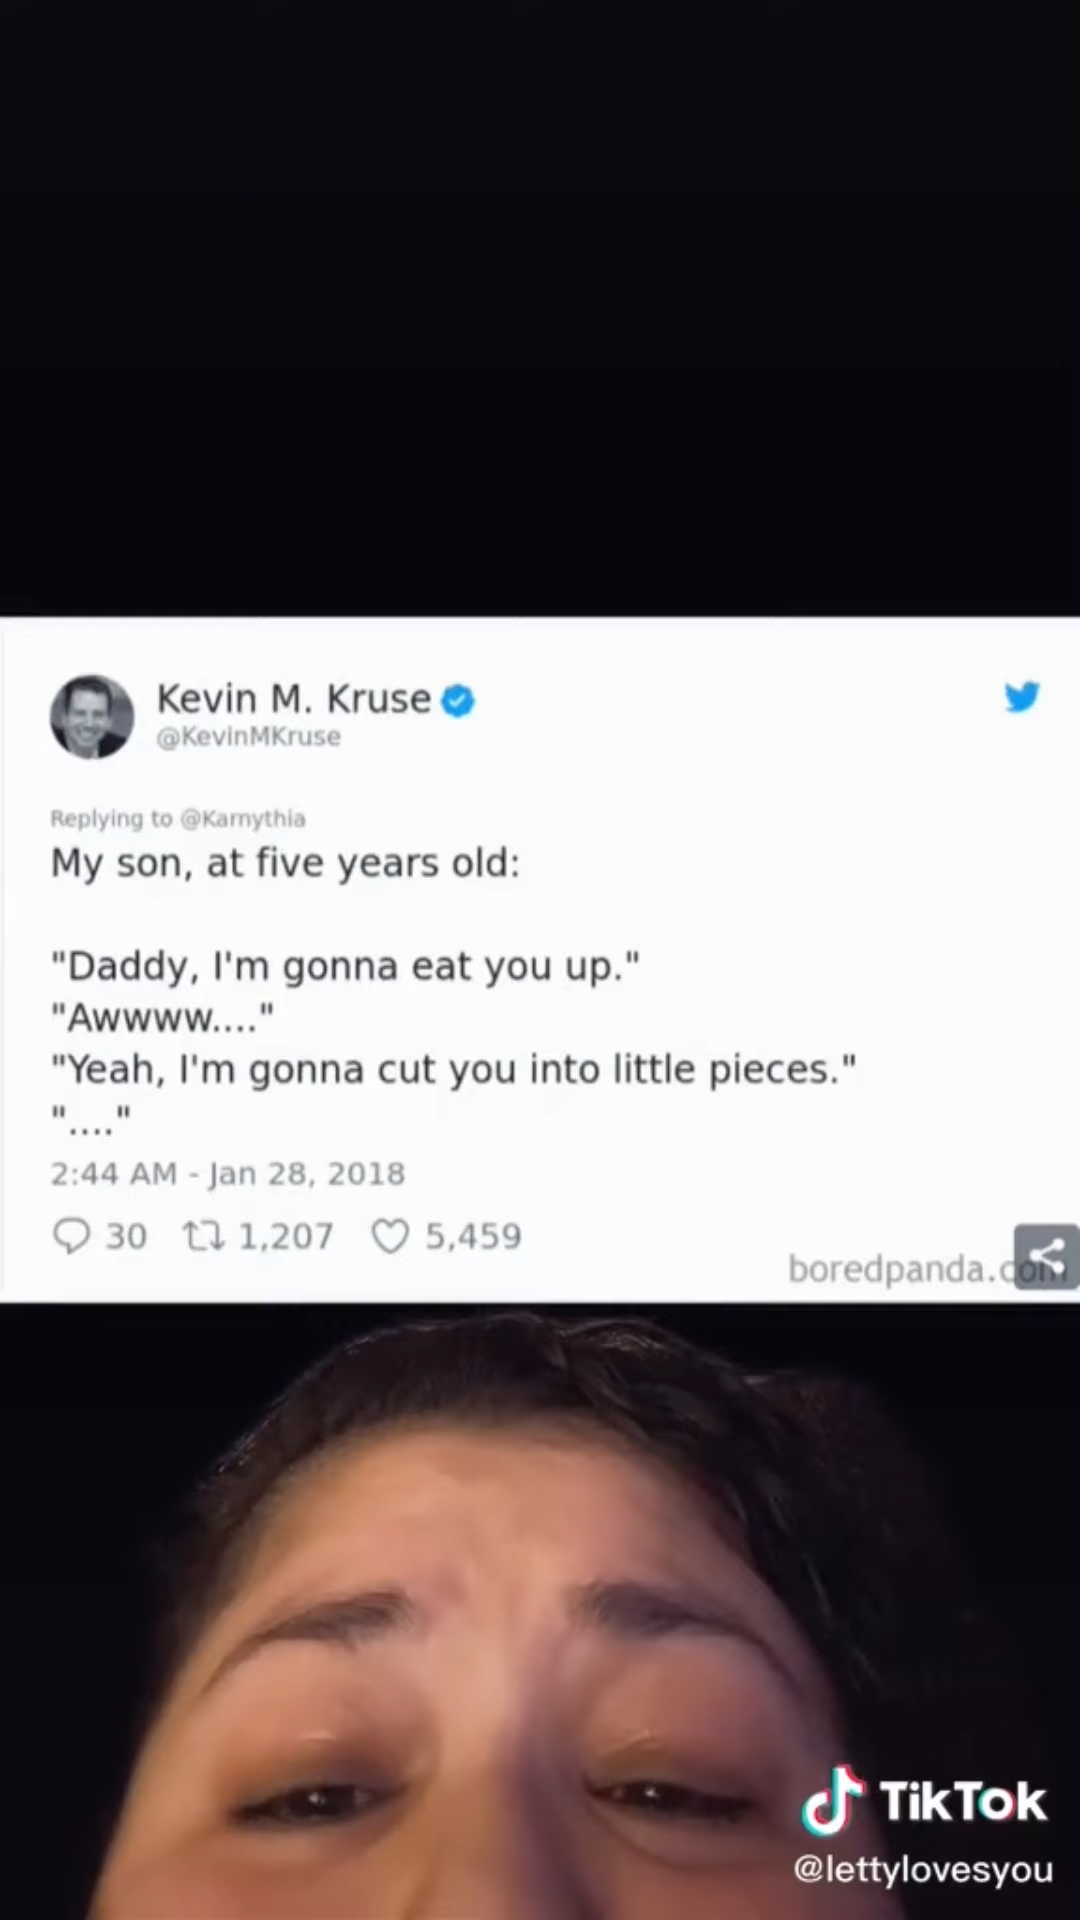 Kevin M. Kruse
@KevinMKruse
Replying to @Karnythia
My son, at five years old:
"Daddy, I'm gonna eat you up."
"Awwww...."
"Yeah, I'm gonna cut you into little pieces."
"...."
2:44 AM - Jan 28, 2018
30 1,207 5,459
boredpanda.com
TikTok
@lettylovesyou